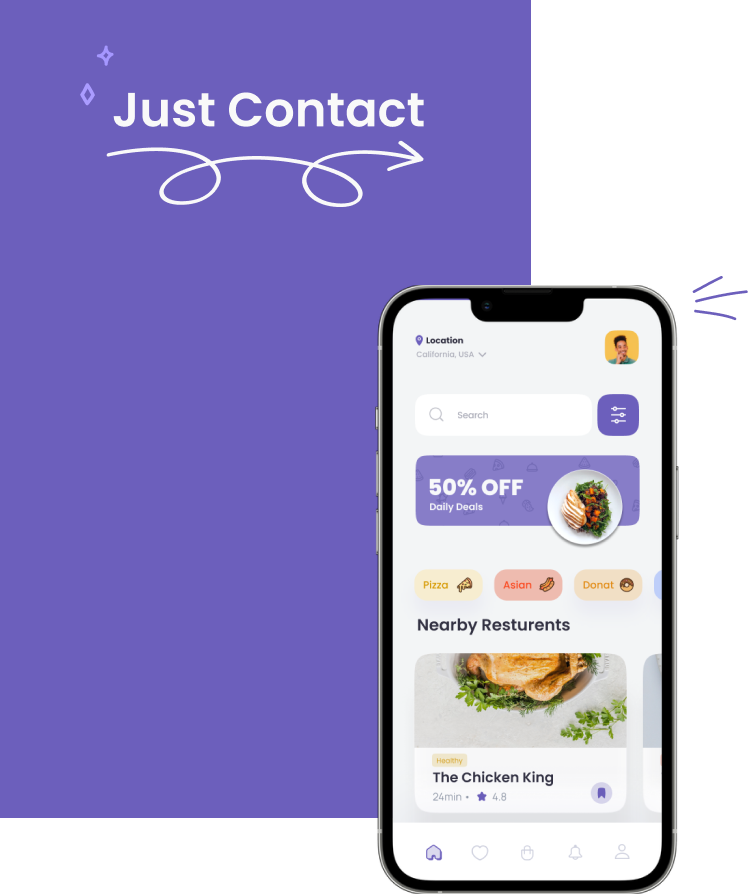 Just Contact
Location
California, USA
Search
50% OFF
Daily Deals
Pizza
Asian
Donat
Nearby Resturents
Healthy
The Chicken King
24min • 4.8